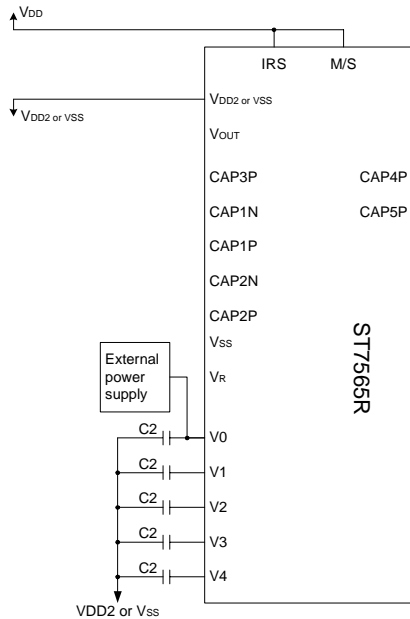 VDD
IRS M/S
VDD2 or VSS
VDD2 or VSS
VOUT
CAP3P CAP4P
CAP1N CAP5P
CAP1P
CAP2N
CAP2P
VSS
ST7565R
External
power
supply
VR
C2 V0
C2 V1
C2 V2
C2 V3
C2 V4
VDD2 or VSS